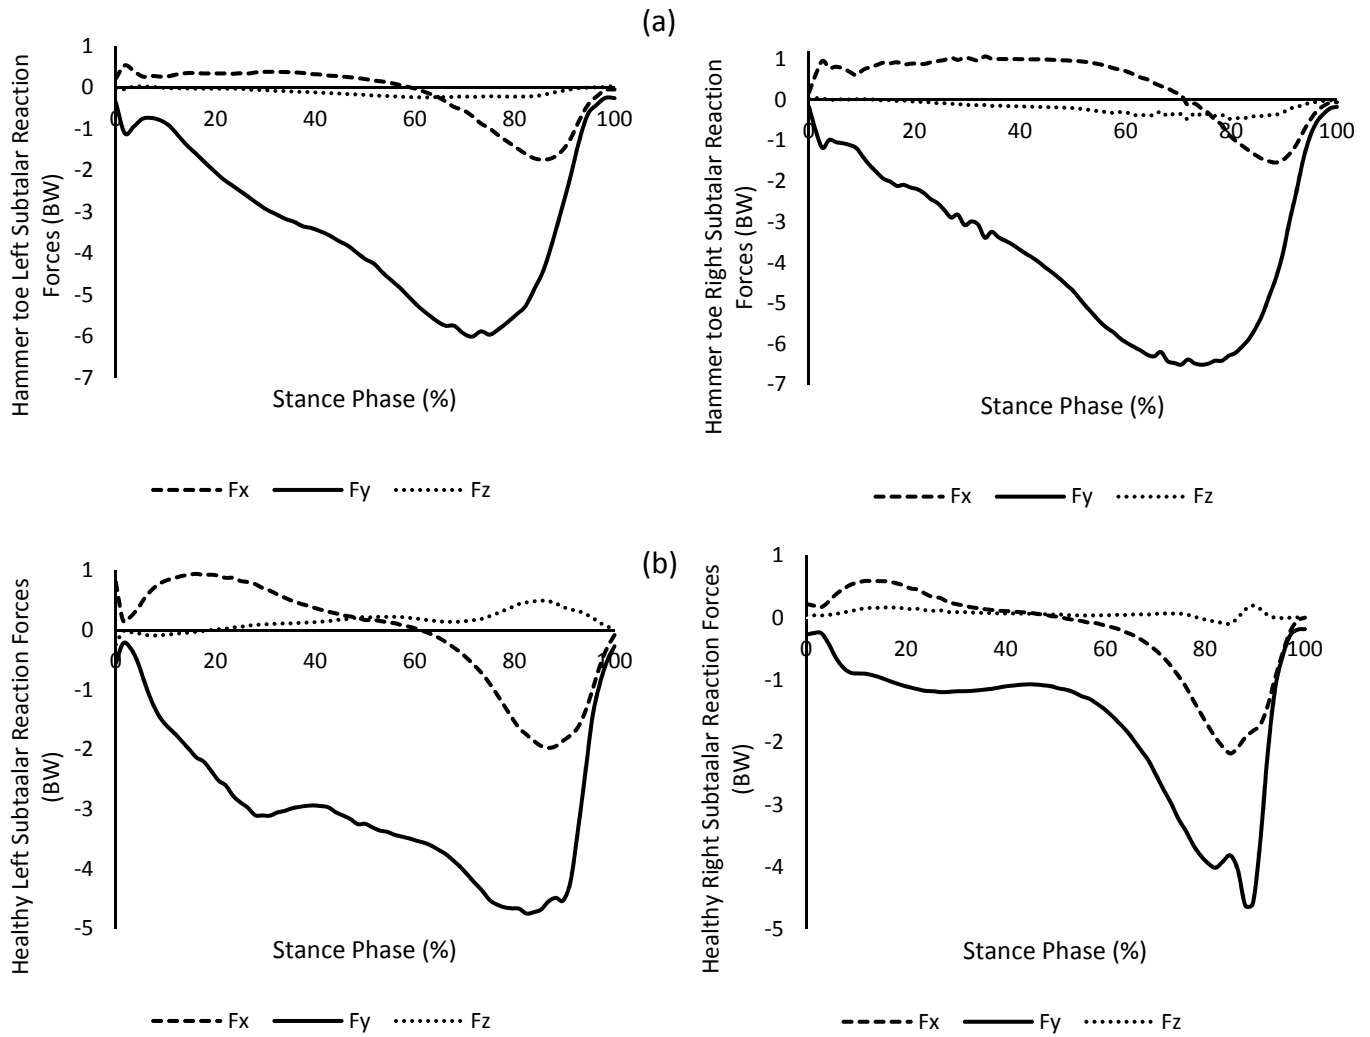 (a)
Hammer toe Left Subtalar Reaction
Forces (BW)
1
0
-1
-2
-3
-4
-5
-6
-7
0 20 40 60 80 100
Stance Phase (%)
Fx Fy Fz
Hammer toe Right Subtalar Reaction
Forces (BW)
1
0
-1
-2
-3
-4
-5
-6
-7
0 20 40 60 80 100
Stance Phase (%)
Fx Fy Fz
(b)
Healthy Left Subtaalar Reaction Forces
(BW)
1
0
-1
-2
-3
-4
-5
0 20 40 60 80 100
Stance Phase (%)
Fx Fy Fz
Healthy Right Subtaalar Reaction Forces
(BW)
1
0
-1
-2
-3
-4
-5
0 20 40 60 80 100
Stance Phase (%)
Fx Fy Fz